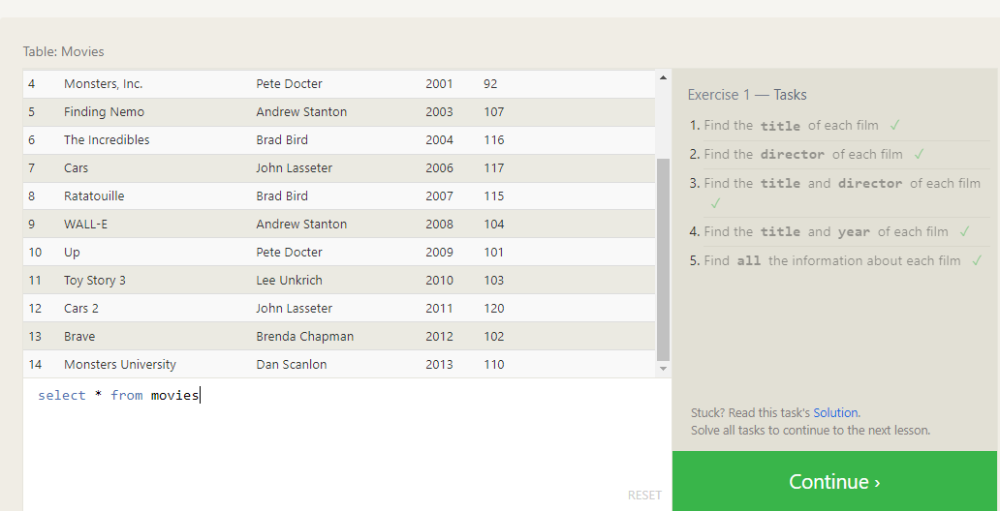 Table: Movies
4 Monsters, Inc. Pete Docter 2001 92
5 Finding Nemo Andrew Stanton 2003 107
6 The Incredibles Brad Bird 2004 116
7 Cars John Lasseter 2006 117
8 Ratatouille Brad Bird 2007 115
9 WALL-E Andrew Stanton 2008 104
10 Up Pete Docter 2009 101
11 Toy Story 3 Lee Unkrich 2010 103
12 Cars 2 John Lasseter 2011 120
13 Brave Brenda Chapman 2012 102
14 Monsters University Dan Scanlon 2013 110
select * from movies
RESET
Exercise 1 — Tasks
1. Find the title of each film ✓
2. Find the director of each film ✓
3. Find the title and director of each film
✓
4. Find the title and year of each film ✓
5. Find all the information about each film ✓
Stuck? Read this task's Solution.
Solve all tasks to continue to the next lesson.
Continue ›